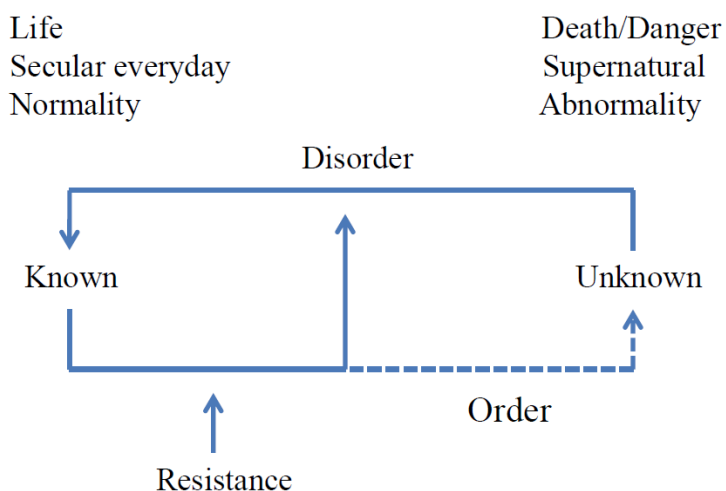 Life
Secular everyday
Normality
Death/Danger
Supernatural
Abnormality
Disorder
Known
Unknown
Order
Resistance